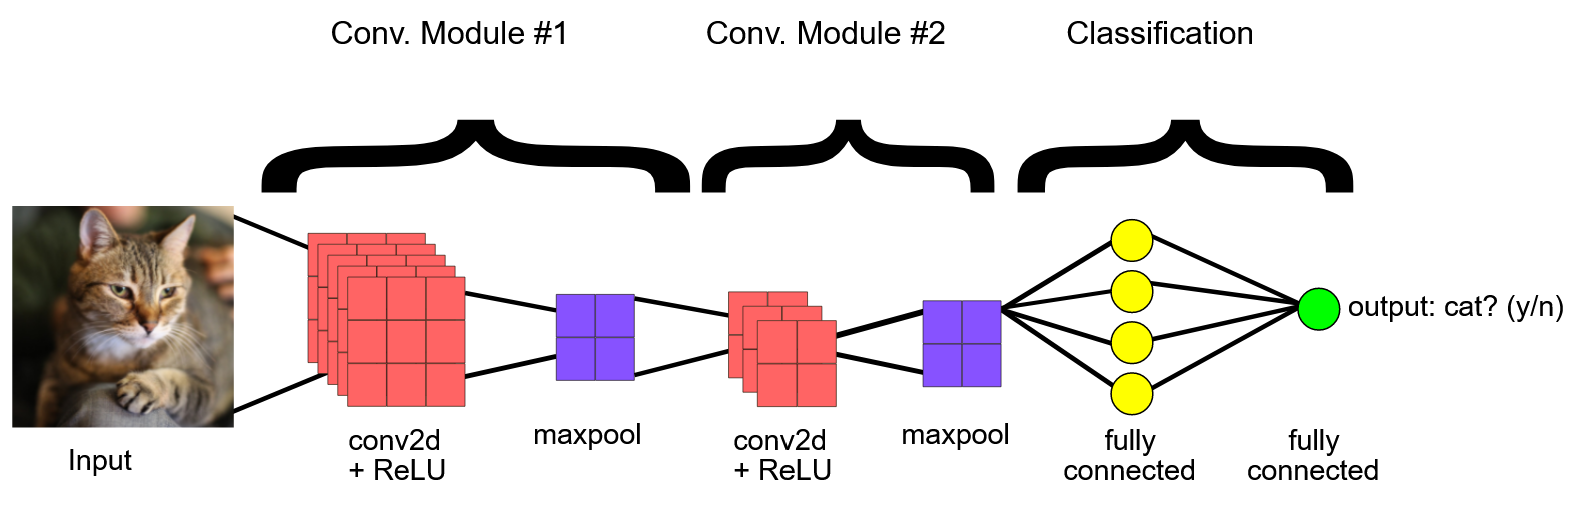 Conv. Module #1
Conv. Module #2
Classification
output: cat? (y/n)
Input
conv2d
+ ReLU
maxpool
conv2d
+ ReLU
maxpool
fully
connected
fully
connected